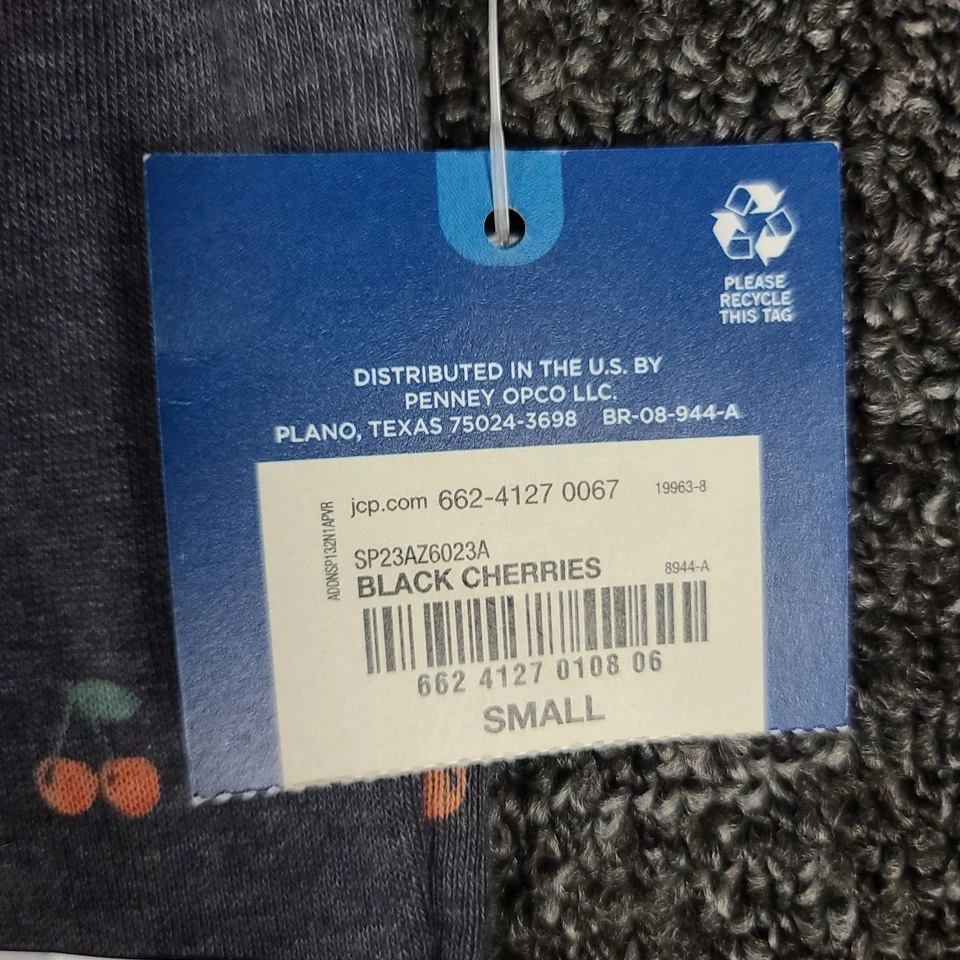 PLEASE
RECYCLE
THIS TAG
DISTRIBUTED IN THE U.S. BY
PENNEY OPCO LLC.
PLANO, TEXAS 75024-3698 BR-08-944-A
jcp.com 662-4127 0067 19963-8
ADONSP132N1APVR
SP23AZ6023A
BLACK CHERRIES 8944-A
662 4127 0108 06
SMALL